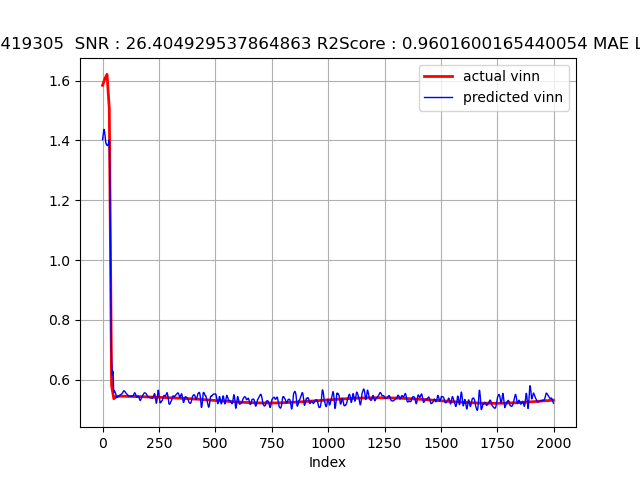 419305  SNR : 26.404929537864863 R2Score : 0.9601600165440054 MAE L
actual vinn
predicted vinn
1.6
1.4
1.2
1.0
0.8
0.6
0 250 500 750 1000 1250 1500 1750 2000
Index